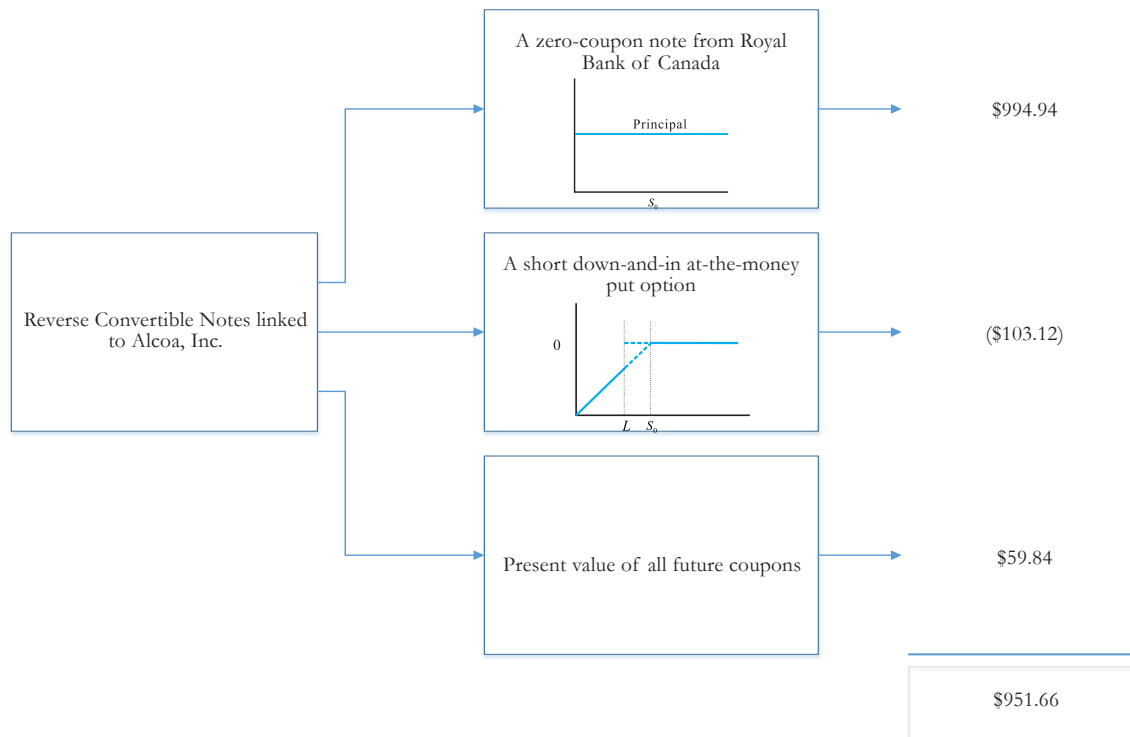 A zero-coupon note from Royal
Bank of Canada
Principal
S₀
$994.94
Reverse Convertible Notes linked
to Alcoa, Inc.
A short down-and-in at-the-money
put option
0
L S₀
($103.12)
Present value of all future coupons
$59.84
$951.66